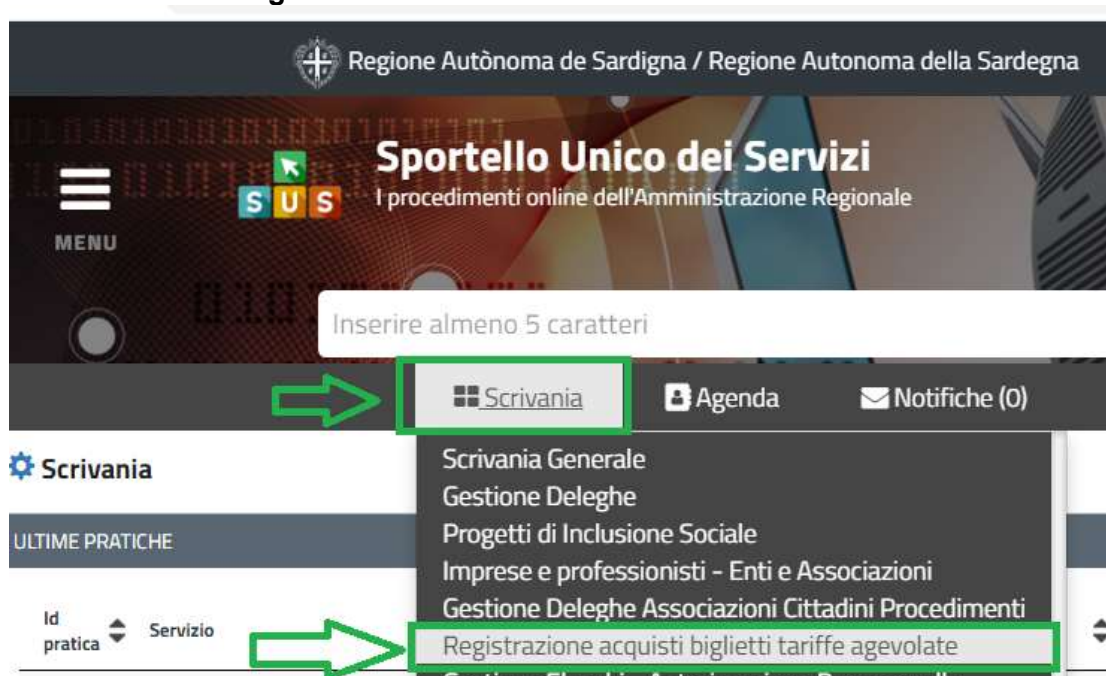 Regione Autònoma de Sardigna / Regione Autonoma della Sardegna
Sportello Unico dei Servizi
SUS
I procedimenti online dell'Amministrazione Regionale
MENU
Inserire almeno 5 caratteri
Scrivania
Agenda
Notifiche (0)
Scrivania
Scrivania Generale
Gestione Deleghe
Progetti di Inclusione Sociale
ULTIME PRATICHE
Imprese e professionisti - Enti e Associazioni
Gestione Deleghe Associazioni Cittadini Procedimenti
Id pratica
Servizio
Registrazione acquisti biglietti tariffe agevolate